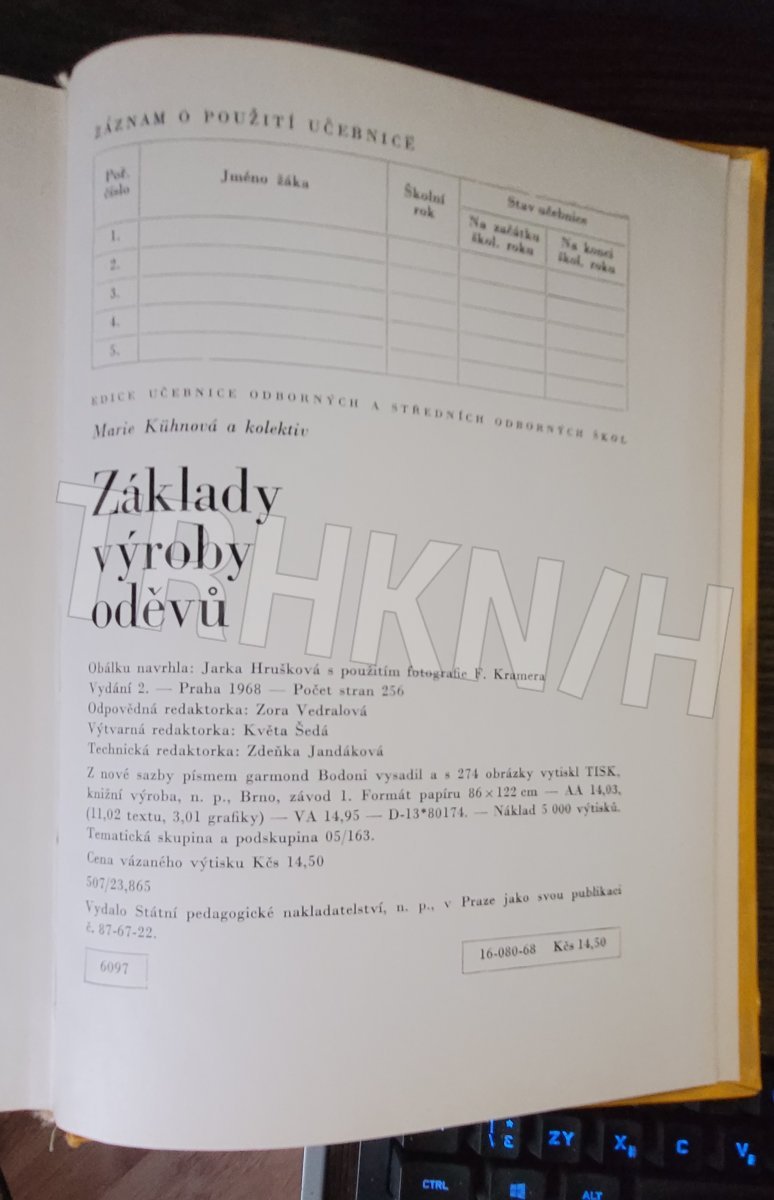 ZÁZNAM O POUŽITÍ UČEBNICE
Poř. číslo
Jméno žáka
Školní rok
Stav učebnice
Na začátku škol. roku
Na konci škol. roku
1.
2.
3.
4.
5.
EDICE UČEBNICE ODBORNÝCH A STŘEDNÍCH ODBORNÝCH ŠKOL
Marie Kühnová a kolektiv
Základy
výroby
oděvů
TRHKN/H
Obálku navrhla: Jarka Hrušková s použitím fotografie F. Kramera
Vydání 2. — Praha 1968 — Počet stran 256
Odpovědná redaktorka: Zora Vedralová
Výtvarná redaktorka: Květa Šedá
Technická redaktorka: Zdeňka Jandáková
Z nové sazby písmem garmond Bodoni vysadil a s 274 obrázky vytiskl TISK,
knižní výroba, n. p., Brno, závod 1. Formát papíru 86 × 122 cm — AA 14,03,
(11,02 textu, 3,01 grafiky) — VA 14,95 — D-13*80174. — Náklad 5 000 výtisků.
Tematická skupina a podskupina 05/163.
Cena vázaného výtisku Kčs 14,50
507/23,865
Vydalo Státní pedagogické nakladatelství, n. p., v Praze jako svou publikaci
č. 87-67-22.
6097
16-080-68 Kčs 14,50
ZY X C V
CTRL ALT